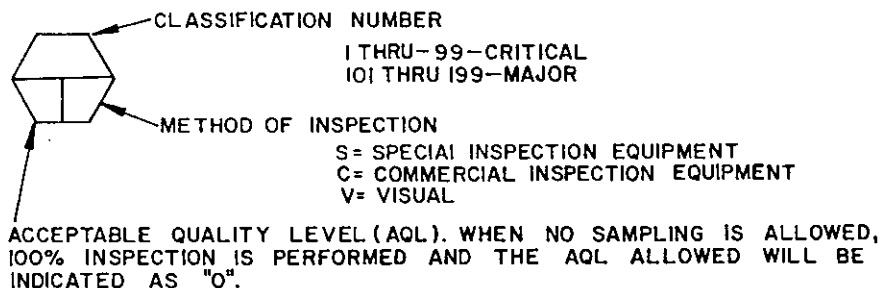 CLASSIFICATION NUMBER
1 THRU-99-CRITICAL
101 THRU 199-MAJOR
METHOD OF INSPECTION
S= SPECIAL INSPECTION EQUIPMENT
C= COMMERCIAL INSPECTION EQUIPMENT
V= VISUAL
ACCEPTABLE QUALITY LEVEL (AQL). WHEN NO SAMPLING IS ALLOWED,
100% INSPECTION IS PERFORMED AND THE AQL ALLOWED WILL BE
INDICATED AS "0".